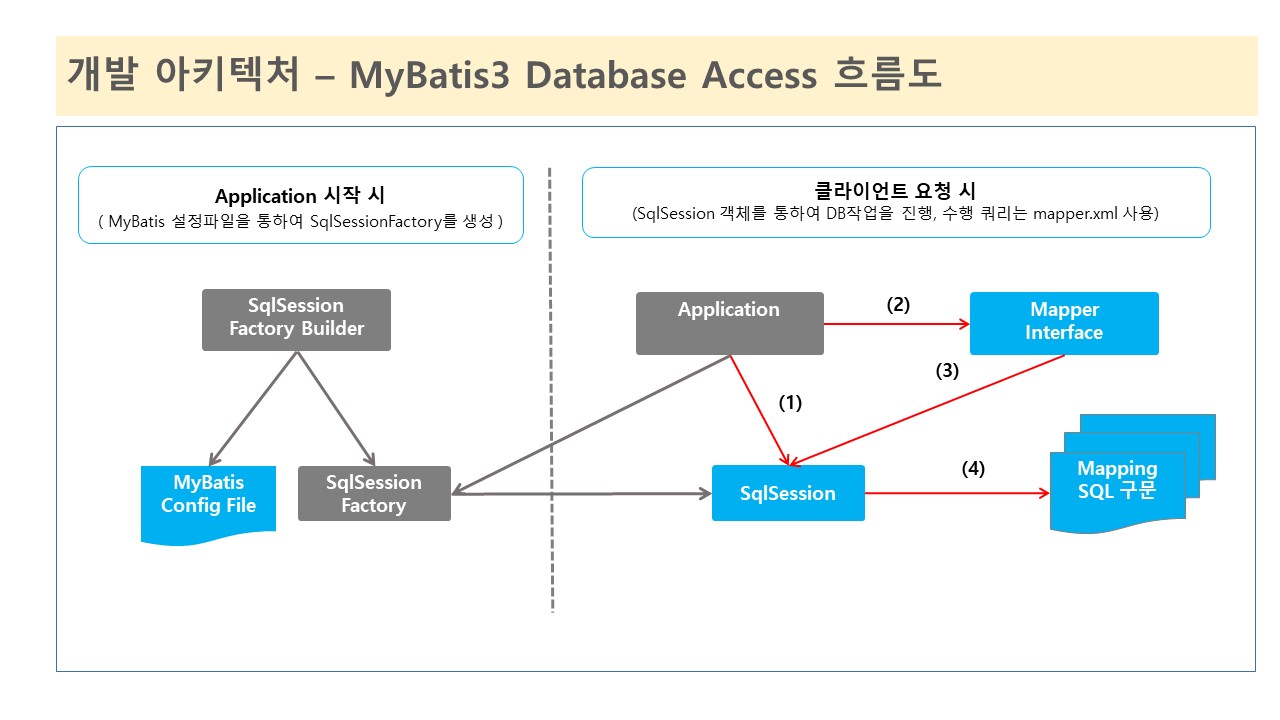 개발 아키텍처 – MyBatis3 Database Access 흐름도
Application 시작 시
( MyBatis 설정파일을 통하여 SqlSessionFactory를 생성 )
클라이언트 요청 시
(SqlSession 객체를 통하여 DB작업을 진행, 수행 쿼리는 mapper.xml 사용)
SqlSession
Factory Builder
MyBatis
Config File
SqlSession
Factory
Application
(2)
Mapper
Interface
(3)
(1)
SqlSession
(4)
Mapping
SQL 구문